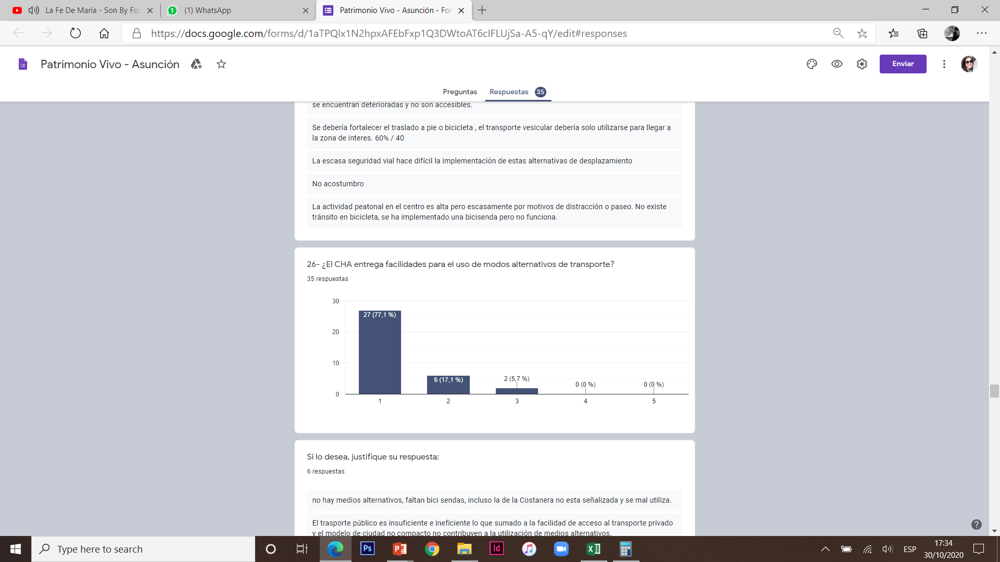 La Fe De María - Son By Fou
(1) WhatsApp
Patrimonio Vivo - Asunción - For
https://docs.google.com/forms/d/1aTPQlx1N2hpxAFEbFxp1Q3DWtoAT6cIFLUjSa-A5-qY/edit#responses
Patrimonio Vivo - Asunción
Enviar
Preguntas
Respuestas 35
se encuentran deterioradas y no son accesibles.
Se debería fortalecer el traslado a pie o bicicleta , el transporte vesicular debería solo utilizarse para llegar a
la zona de interes. 60% / 40
La escasa seguridad vial hace difícil la implementación de estas alternativas de desplazamiento
No acostumbro
La actividad peatonal en el centro es alta pero escasamente por motivos de distracción o paseo. No existe
tránsito en bicicleta, se ha implementado una bicisenda pero no funciona.
26- ¿El CHA entrega facilidades para el uso de modos alternativos de transporte?
35 respuestas
30
20
10
0
27 (77,1 %)
6 (17,1 %)
2 (5,7 %)
0 (0 %)
0 (0 %)
1
2
3
4
5
Si lo desea, justifique su respuesta:
6 respuestas
no hay medios alternativos, faltan bici sendas, incluso la de la Costanera no esta señalizada y se mal utiliza.
El trasporte público es insuficiente e ineficiente lo que sumado a la facilidad de acceso al transporte privado
y el modelo de ciudad no compacto no contribuyen a la utilización de medios alternativos.
Type here to search
Ps
P
Id
X
ESP
17:34
30/10/2020